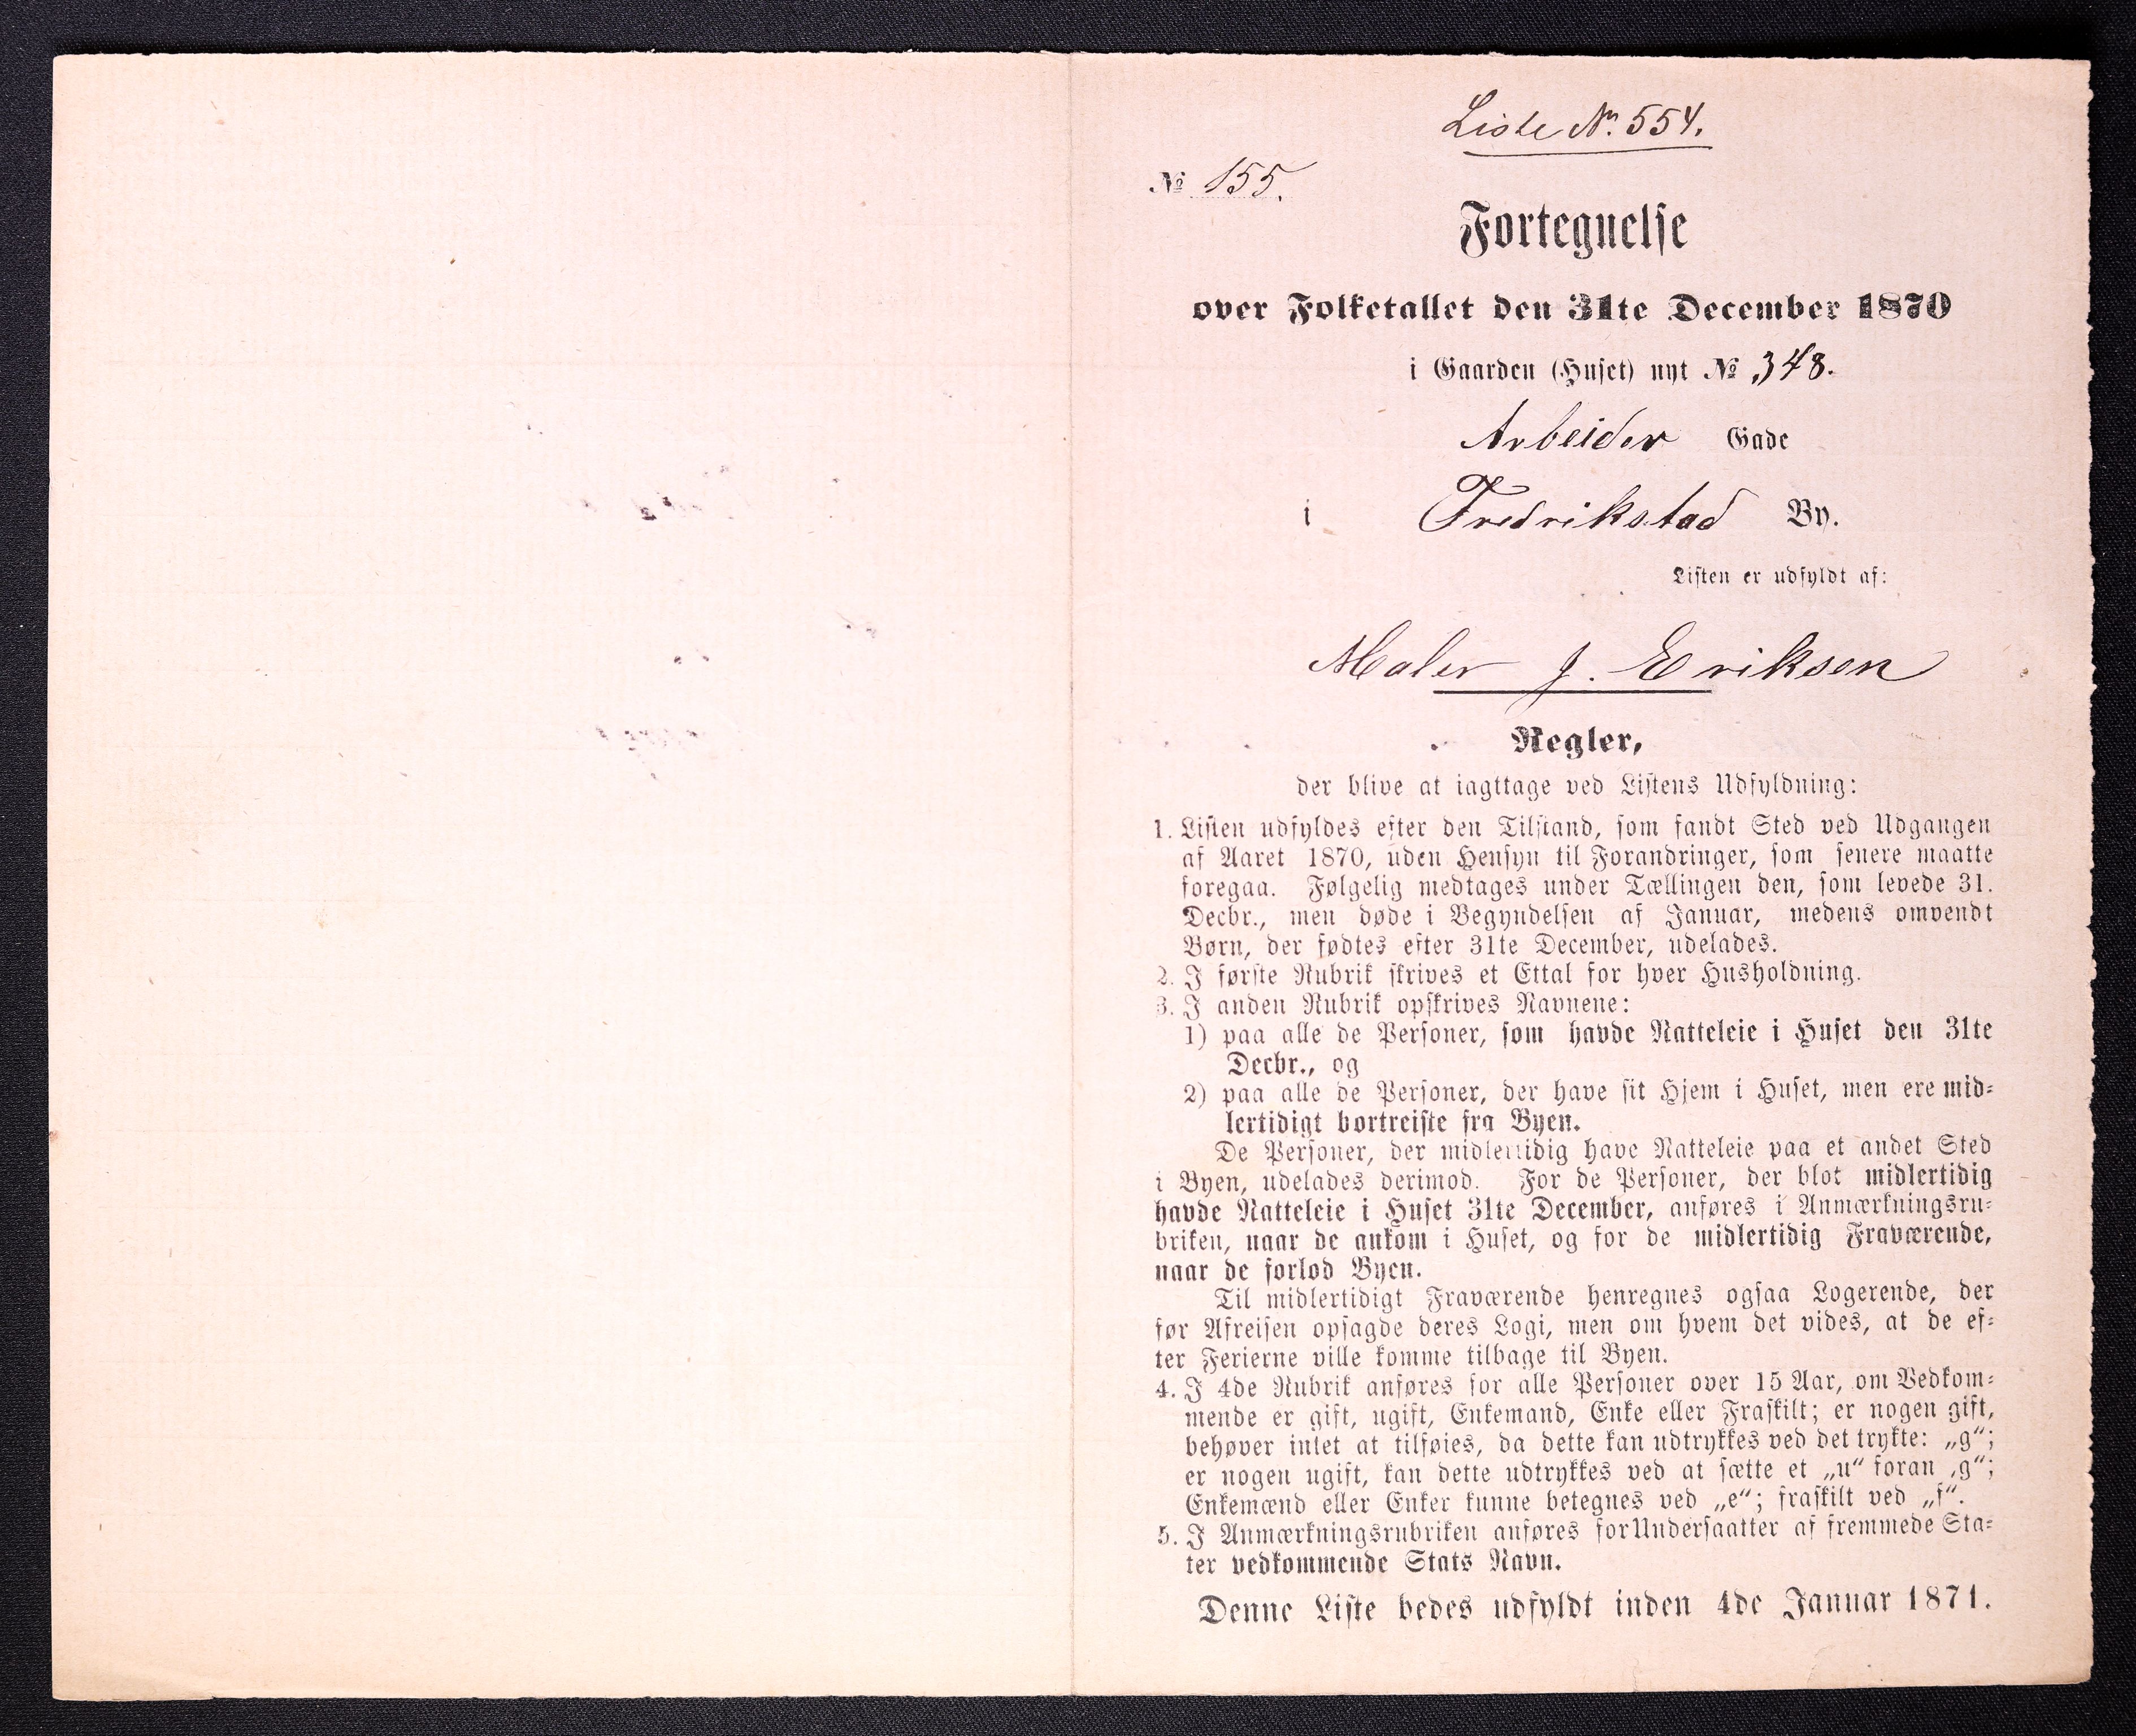 Liste No. 554.
№ 155.
Fortegnelse
over Folketallet den 31te December 1870
i Gaarden (Huset) nyt № 348.
Arbeider Gade
i Fredrikstad By.
Listen er udfyldt af:
Maler J. Eriksen
Regler,
der blive at iagttage ved Listens Udfyldning:
1. Listen udfyldes efter den Tilstand, som fandt Sted ved Udgangen
af Aaret 1870, uden Hensyn til Forandringer, som senere maatte
foregaa. Følgelig medtages under Tællingen den, som levede 31.
Decbr., men døde i Begyndelsen af Januar, medens omvendt
Børn, der fødtes efter 31te December, udelades.
2. I første Rubrik skrives et Ettal for hver Husholdning.
3. I anden Rubrik opskrives Navnene:
1) paa alle de Personer, som havde Natteleie i Huset den 31te
Decbr., og
2) paa alle de Personer, der have sit Hjem i Huset, men ere mid-
lertidigt bortreiste fra Byen.
De Personer, der midlertidig have Natteleie paa et andet Sted
i Byen, udelades derimod. For de Personer, der blot midlertidig
havde Natteleie i Huset 31te December, anføres i Anmærkningsru-
briken, naar de ankom i Huset, og for de midlertidig Fraværende,
naar de forlod Byen.
Til midlertidigt Fraværende henregnes ogsaa Logerende, der
før Afreisen opsagde deres Logi, men om hvem det vides, at de ef-
ter Ferierne ville komme tilbage til Byen.
4. I 4de Rubrik anføres for alle Personer over 15 Aar, om Vedkom-
mende er gift, ugift, Enkemand, Enke eller Fraskilt; er nogen gift,
behøver intet at tilføies, da dette kan udtrykkes ved det trykte: „g“;
er nogen ugift, kan dette udtrykkes ved at sætte et „u“ foran „g“;
Enkemænd eller Enker kunne betegnes ved „e“; fraskilt ved „f“.
5. I Anmærkningsrubriken anføres for Undersaatter af fremmede Sta-
ter vedkommende Stats Navn.
Denne Liste bedes udfyldt inden 4de Januar 1871.